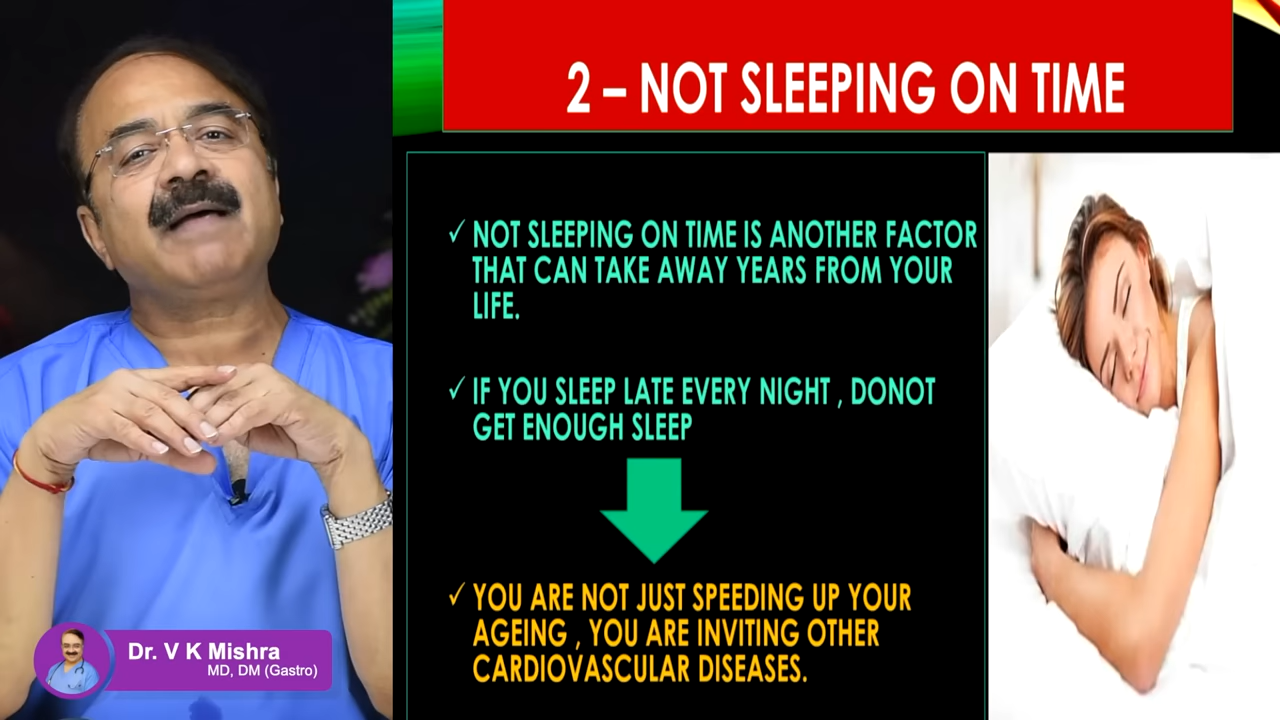 2 – NOT SLEEPING ON TIME
✓ NOT SLEEPING ON TIME IS ANOTHER FACTOR
THAT CAN TAKE AWAY YEARS FROM YOUR
LIFE.
✓ IF YOU SLEEP LATE EVERY NIGHT , DONOT
GET ENOUGH SLEEP
✓ YOU ARE NOT JUST SPEEDING UP YOUR
AGEING , YOU ARE INVITING OTHER
CARDIOVASCULAR DISEASES.
Dr. V K Mishra
MD, DM (Gastro)